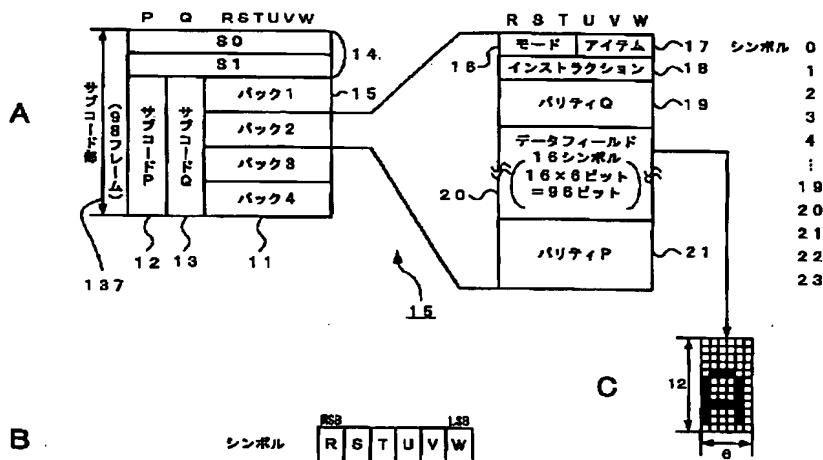 P Q RSTUVW
S0
S1
14
パック1
15
パック2
パック3
パック4
サブコード部
(98フレーム)
サブコードP
サブコードQ
A
137
12
13
11
15
R S T U V W
モード
アイテム
16
17
インストラクション
18
パリティQ
19
データフィールド
16シンボル
16×6ビット
=96ビット
20
パリティP
21
シンボル 0
1
2
3
4
⋮
19
20
21
22
23
C
12
6
B
シンボル
MSB
LSB
R S T U V W